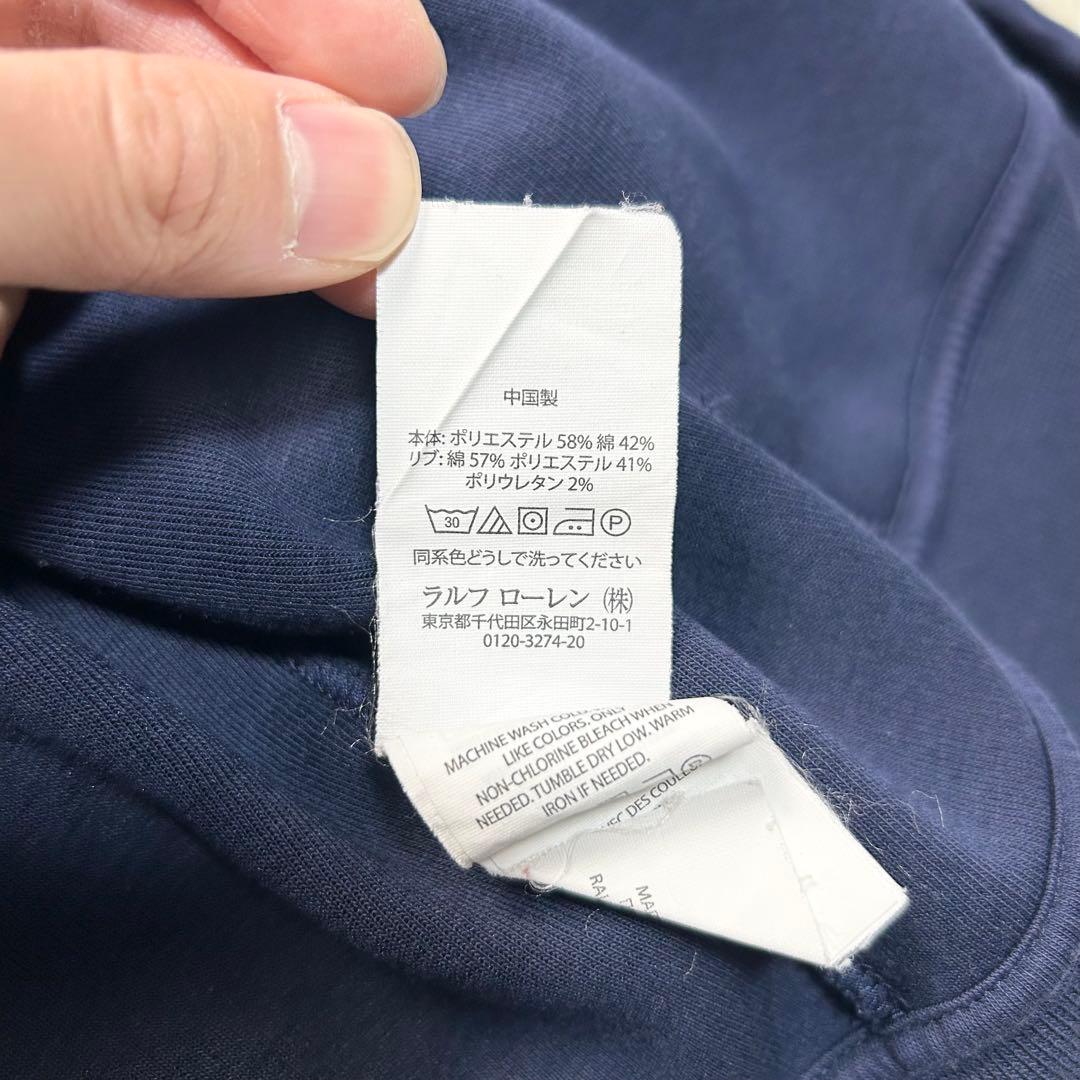 中国製
本体: ポリエステル 58% 綿 42%
リブ: 綿 57% ポリエステル 41%
ポリウレタン 2%
30 P
同系色どうしで洗ってください
ラルフ ローレン (株)
東京都千代田区永田町2-10-1
0120-3274-20
MACHINE WASH COLD
LIKE COLORS. ONLY
NON-CHLORINE BLEACH WHEN
NEEDED. TUMBLE DRY LOW. WARM
IRON IF NEEDED.
DES